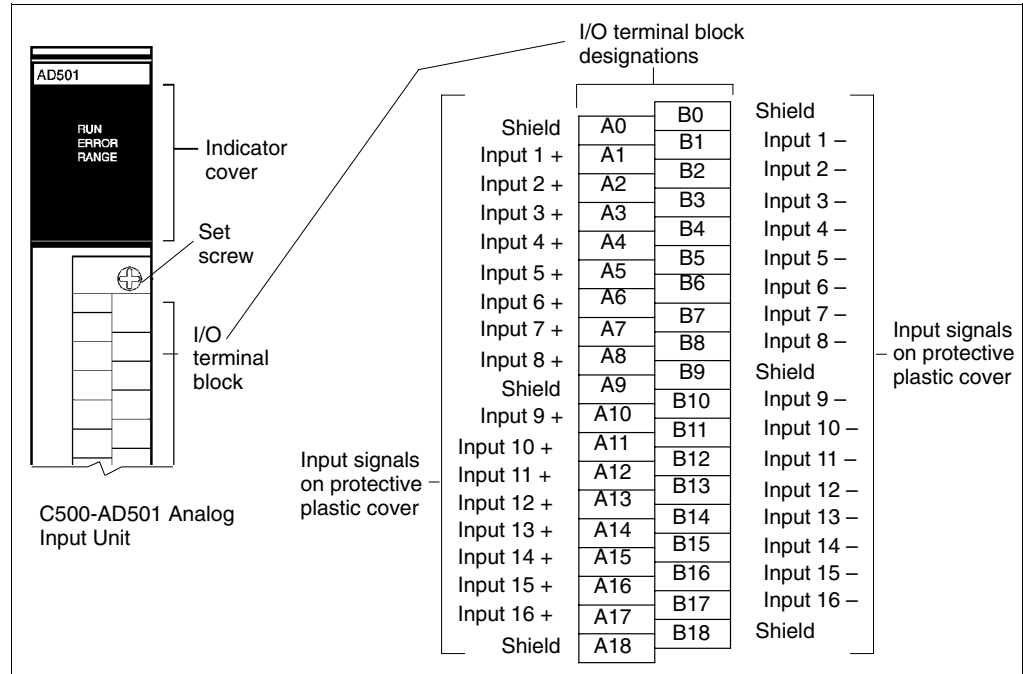 I/O terminal block
designations
AD501
RUN
ERROR
RANGE
Indicator
cover
Set
screw
I/O
terminal
block
C500-AD501 Analog
Input Unit
Input signals
on protective
plastic cover
Shield A0 B0 Shield
Input 1 + A1 B1 Input 1 –
Input 2 + A2 B2 Input 2 –
Input 3 + A3 B3 Input 3 –
Input 4 + A4 B4 Input 4 –
Input 5 + A5 B5 Input 5 –
Input 6 + A6 B6 Input 6 –
Input 7 + A7 B7 Input 7 –
Input 8 + A8 B8 Input 8 –
Shield A9 B9 Shield
Input 9 + A10 B10 Input 9 –
Input 10 + A11 B11 Input 10 –
Input 11 + A12 B12 Input 11 –
Input 12 + A13 B13 Input 12 –
Input 13 + A14 B14 Input 13 –
Input 14 + A15 B15 Input 14 –
Input 15 + A16 B16 Input 15 –
Input 16 + A17 B17 Input 16 –
Shield A18 B18 Shield
Input signals
on protective
plastic cover